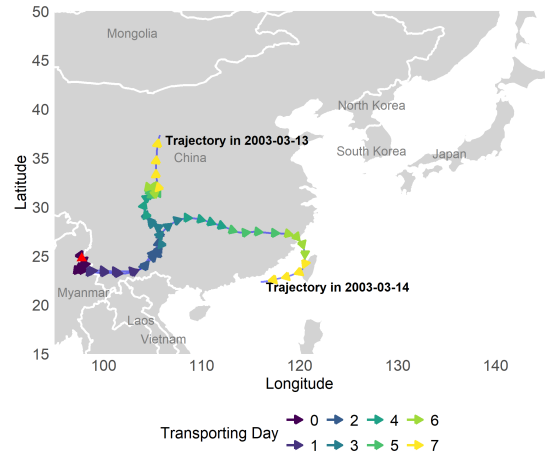 50
45
40
35
30
25
20
15
Latitude
Mongolia
North Korea
South Korea
Japan
China
Myanmar
Laos
Vietnam
Trajectory in 2003-03-13
Trajectory in 2003-03-14
100
110
120
130
140
Longitude
Transporting Day
0
2
4
6
1
3
5
7